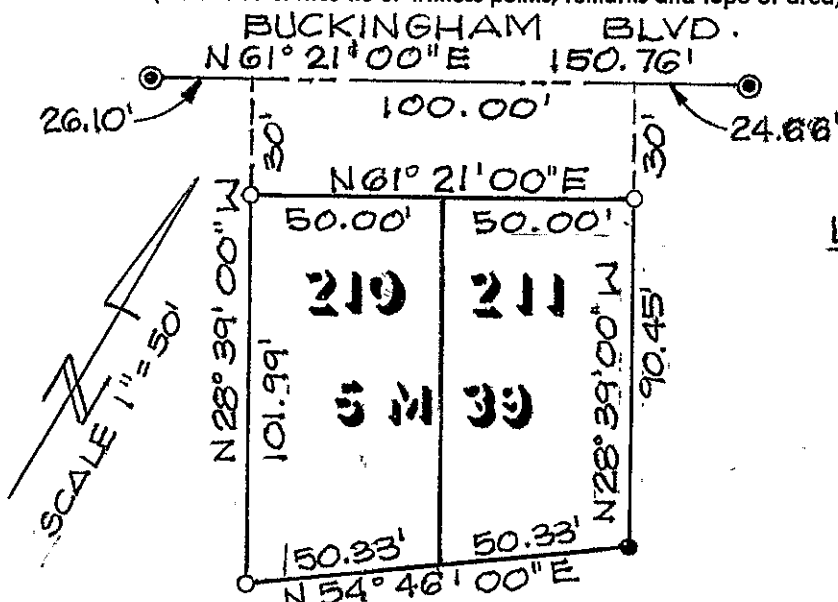 BUCKINGHAM BLVD.
N 61° 21' 00" E 150.76'
26.10'
100.00'
24.66'
30'
30'
N 61° 21' 00" E
50.00' 50.00'
210 211
5 M 39
N 28° 39' 00" W
101.99'
N 28° 39' 00" W
90.45'
SCALE 1" = 50'
50.33' 50.33'
N 54° 46' 00" E